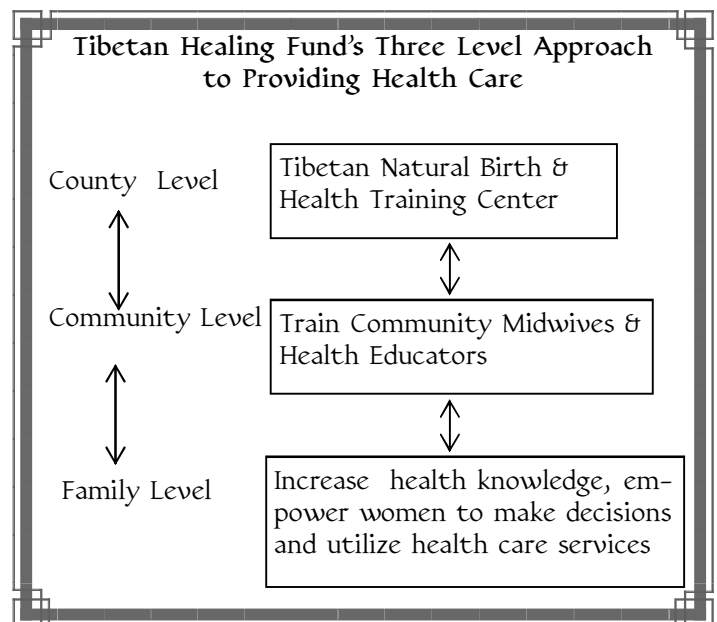 Tibetan Healing Fund's Three Level Approach
to Providing Health Care
County Level
Tibetan Natural Birth &
Health Training Center
Community Level
Train Community Midwives &
Health Educators
Family Level
Increase health knowledge, em-
power women to make decisions
and utilize health care services